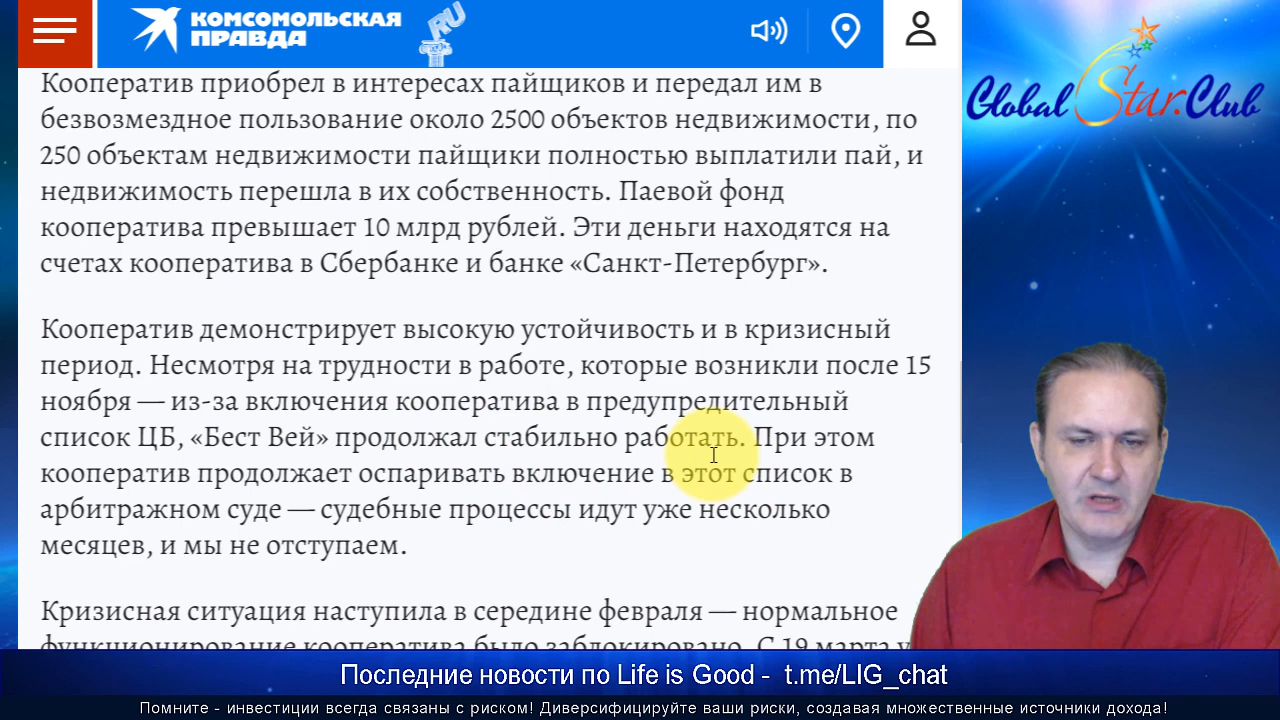 КОМСОМОЛЬСКАЯ
ПРАВДА
RU
Global Star.Club
Кооператив приобрел в интересах пайщиков и передал им в
безвозмездное пользование около 2500 объектов недвижимости, по
250 объектам недвижимости пайщики полностью выплатили пай, и
недвижимость перешла в их собственность. Паевой фонд
кооператива превышает 10 млрд рублей. Эти деньги находятся на
счетах кооператива в Сбербанке и банке «Санкт-Петербург».
Кооператив демонстрирует высокую устойчивость и в кризисный
период. Несмотря на трудности в работе, которые возникли после 15
ноября — из-за включения кооператива в предупредительный
список ЦБ, «Бест Вей» продолжал стабильно работать. При этом
кооператив продолжает оспаривать включение в этот список в
арбитражном суде — судебные процессы идут уже несколько
месяцев, и мы не отступаем.
Кризисная ситуация наступила в середине февраля — нормальное
функционирование кооператива было заблокировано. С 19 марта у
Последние новости по Life is Good - t.me/LIG_chat
Помните - инвестиции всегда связаны с риском! Диверсифицируйте ваши риски, создавая множественные источники дохода!